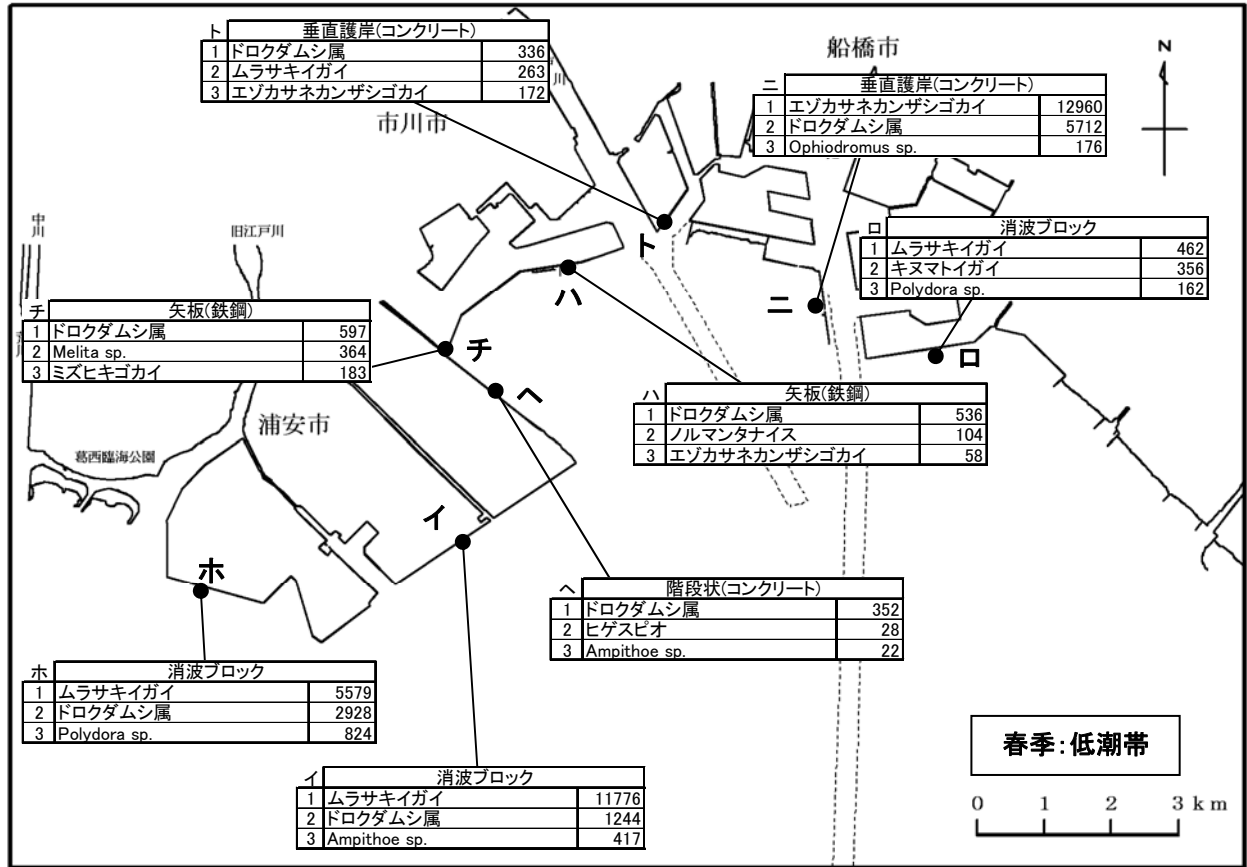 ト 垂直護岸(コンクリート)
1 ドロクダムシ属 336
2 ムラサキイガイ 263
3 エゾカサネカンザシゴカイ 172
川
市川市
船橋市
N
ニ 垂直護岸(コンクリート)
1 エゾカサネカンザシゴカイ 12960
2 ドロクダムシ属 5712
3 Ophiodromus sp. 176
中川
旧江戸川
ロ 消波ブロック
1 ムラサキイガイ 462
2 キヌマトイガイ 356
3 Polydora sp. 162
ト
ハ
ニ
ロ
チ 矢板(鉄鋼)
1 ドロクダムシ属 597
2 Melita sp. 364
3 ミズヒキゴカイ 183
チ
ヘ
ハ 矢板(鉄鋼)
1 ドロクダムシ属 536
2 ノルマンタナイス 104
3 エゾカサネカンザシゴカイ 58
浦安市
葛西臨海公園
イ
ホ
ヘ 階段状(コンクリート)
1 ドロクダムシ属 352
2 ヒゲスピオ 28
3 Ampithoe sp. 22
ホ 消波ブロック
1 ムラサキイガイ 5579
2 ドロクダムシ属 2928
3 Polydora sp. 824
春季:低潮帯
イ 消波ブロック
1 ムラサキイガイ 11776
2 ドロクダムシ属 1244
3 Ampithoe sp. 417
0 1 2 3 km